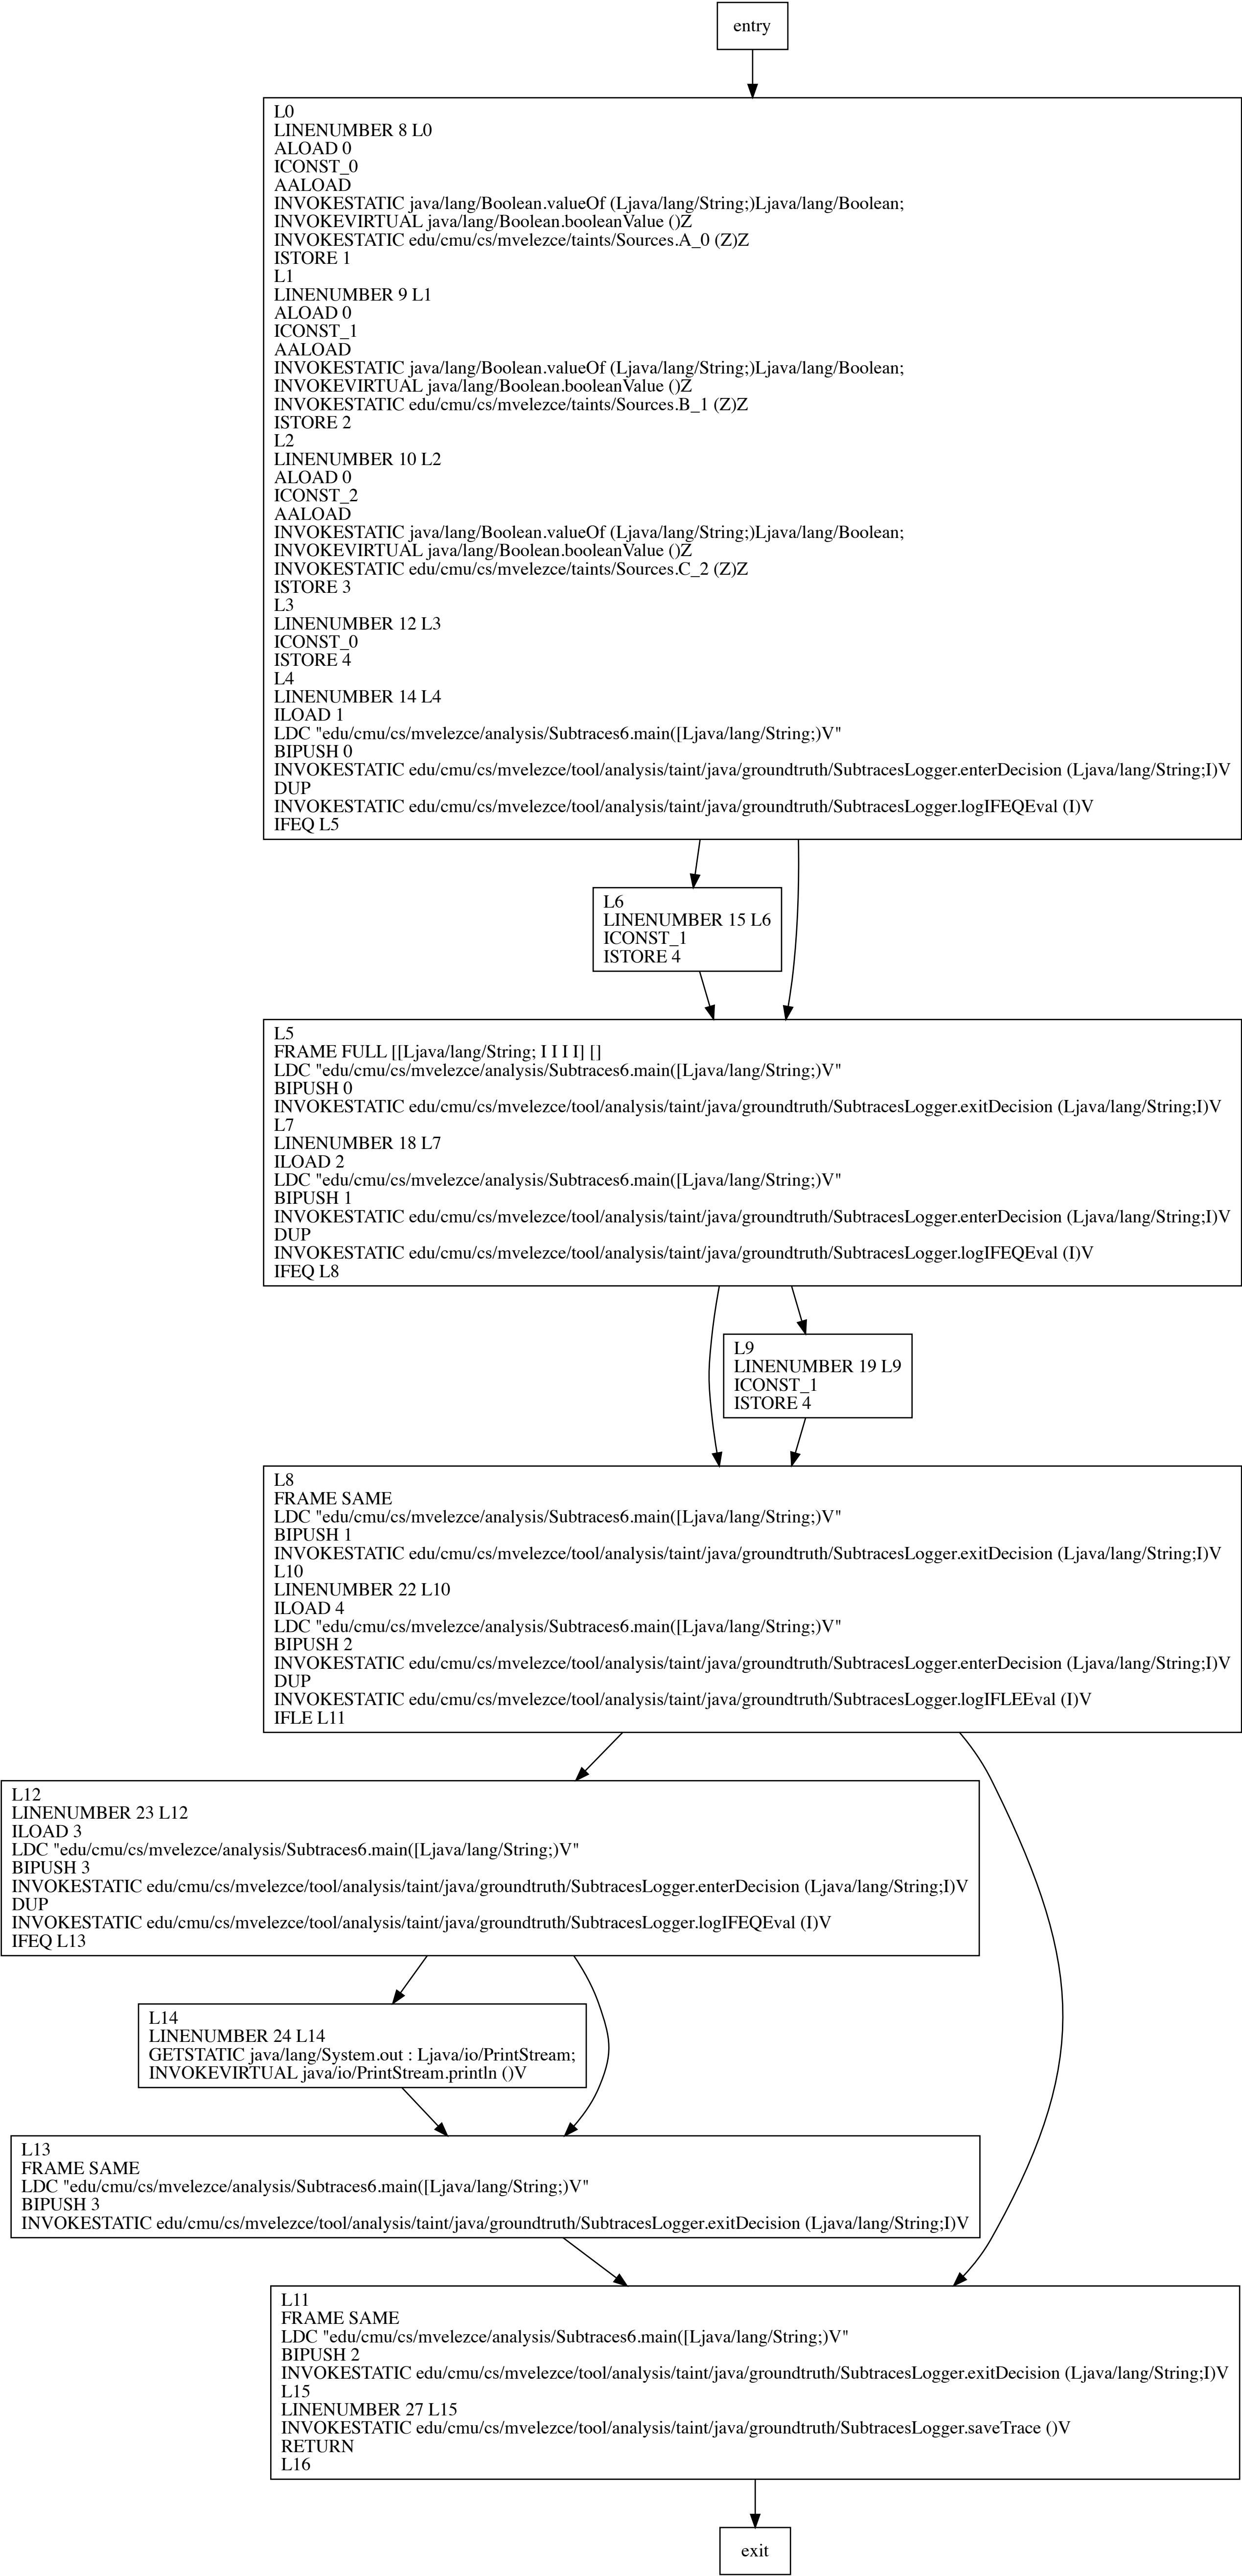 entry
L0
LINENUMBER 8 L0
ALOAD 0
ICONST_0
AALOAD
INVOKESTATIC java/lang/Boolean.valueOf (Ljava/lang/String;)Ljava/lang/Boolean;
INVOKEVIRTUAL java/lang/Boolean.booleanValue ()Z
INVOKESTATIC edu/cmu/cs/mvelezce/taints/Sources.A_0 (Z)Z
ISTORE 1
L1
LINENUMBER 9 L1
ALOAD 0
ICONST_1
AALOAD
INVOKESTATIC java/lang/Boolean.valueOf (Ljava/lang/String;)Ljava/lang/Boolean;
INVOKEVIRTUAL java/lang/Boolean.booleanValue ()Z
INVOKESTATIC edu/cmu/cs/mvelezce/taints/Sources.B_1 (Z)Z
ISTORE 2
L2
LINENUMBER 10 L2
ALOAD 0
ICONST_2
AALOAD
INVOKESTATIC java/lang/Boolean.valueOf (Ljava/lang/String;)Ljava/lang/Boolean;
INVOKEVIRTUAL java/lang/Boolean.booleanValue ()Z
INVOKESTATIC edu/cmu/cs/mvelezce/taints/Sources.C_2 (Z)Z
ISTORE 3
L3
LINENUMBER 12 L3
ICONST_0
ISTORE 4
L4
LINENUMBER 14 L4
ILOAD 1
LDC "edu/cmu/cs/mvelezce/analysis/Subtraces6.main([Ljava/lang/String;)V"
BIPUSH 0
INVOKESTATIC edu/cmu/cs/mvelezce/tool/analysis/taint/java/groundtruth/SubtracesLogger.enterDecision (Ljava/lang/String;I)V
DUP
INVOKESTATIC edu/cmu/cs/mvelezce/tool/analysis/taint/java/groundtruth/SubtracesLogger.logIFEQEval (I)V
IFEQ L5
L6
LINENUMBER 15 L6
ICONST_1
ISTORE 4
L5
FRAME FULL [[Ljava/lang/String; I I I I] []
LDC "edu/cmu/cs/mvelezce/analysis/Subtraces6.main([Ljava/lang/String;)V"
BIPUSH 0
INVOKESTATIC edu/cmu/cs/mvelezce/tool/analysis/taint/java/groundtruth/SubtracesLogger.exitDecision (Ljava/lang/String;I)V
L7
LINENUMBER 18 L7
ILOAD 2
LDC "edu/cmu/cs/mvelezce/analysis/Subtraces6.main([Ljava/lang/String;)V"
BIPUSH 1
INVOKESTATIC edu/cmu/cs/mvelezce/tool/analysis/taint/java/groundtruth/SubtracesLogger.enterDecision (Ljava/lang/String;I)V
DUP
INVOKESTATIC edu/cmu/cs/mvelezce/tool/analysis/taint/java/groundtruth/SubtracesLogger.logIFEQEval (I)V
IFEQ L8
L9
LINENUMBER 19 L9
ICONST_1
ISTORE 4
L8
FRAME SAME
LDC "edu/cmu/cs/mvelezce/analysis/Subtraces6.main([Ljava/lang/String;)V"
BIPUSH 1
INVOKESTATIC edu/cmu/cs/mvelezce/tool/analysis/taint/java/groundtruth/SubtracesLogger.exitDecision (Ljava/lang/String;I)V
L10
LINENUMBER 22 L10
ILOAD 4
LDC "edu/cmu/cs/mvelezce/analysis/Subtraces6.main([Ljava/lang/String;)V"
BIPUSH 2
INVOKESTATIC edu/cmu/cs/mvelezce/tool/analysis/taint/java/groundtruth/SubtracesLogger.enterDecision (Ljava/lang/String;I)V
DUP
INVOKESTATIC edu/cmu/cs/mvelezce/tool/analysis/taint/java/groundtruth/SubtracesLogger.logIFLEEval (I)V
IFLE L11
L12
LINENUMBER 23 L12
ILOAD 3
LDC "edu/cmu/cs/mvelezce/analysis/Subtraces6.main([Ljava/lang/String;)V"
BIPUSH 3
INVOKESTATIC edu/cmu/cs/mvelezce/tool/analysis/taint/java/groundtruth/SubtracesLogger.enterDecision (Ljava/lang/String;I)V
DUP
INVOKESTATIC edu/cmu/cs/mvelezce/tool/analysis/taint/java/groundtruth/SubtracesLogger.logIFEQEval (I)V
IFEQ L13
L14
LINENUMBER 24 L14
GETSTATIC java/lang/System.out : Ljava/io/PrintStream;
INVOKEVIRTUAL java/io/PrintStream.println ()V
L13
FRAME SAME
LDC "edu/cmu/cs/mvelezce/analysis/Subtraces6.main([Ljava/lang/String;)V"
BIPUSH 3
INVOKESTATIC edu/cmu/cs/mvelezce/tool/analysis/taint/java/groundtruth/SubtracesLogger.exitDecision (Ljava/lang/String;I)V
L11
FRAME SAME
LDC "edu/cmu/cs/mvelezce/analysis/Subtraces6.main([Ljava/lang/String;)V"
BIPUSH 2
INVOKESTATIC edu/cmu/cs/mvelezce/tool/analysis/taint/java/groundtruth/SubtracesLogger.exitDecision (Ljava/lang/String;I)V
L15
LINENUMBER 27 L15
INVOKESTATIC edu/cmu/cs/mvelezce/tool/analysis/taint/java/groundtruth/SubtracesLogger.saveTrace ()V
RETURN
L16
exit